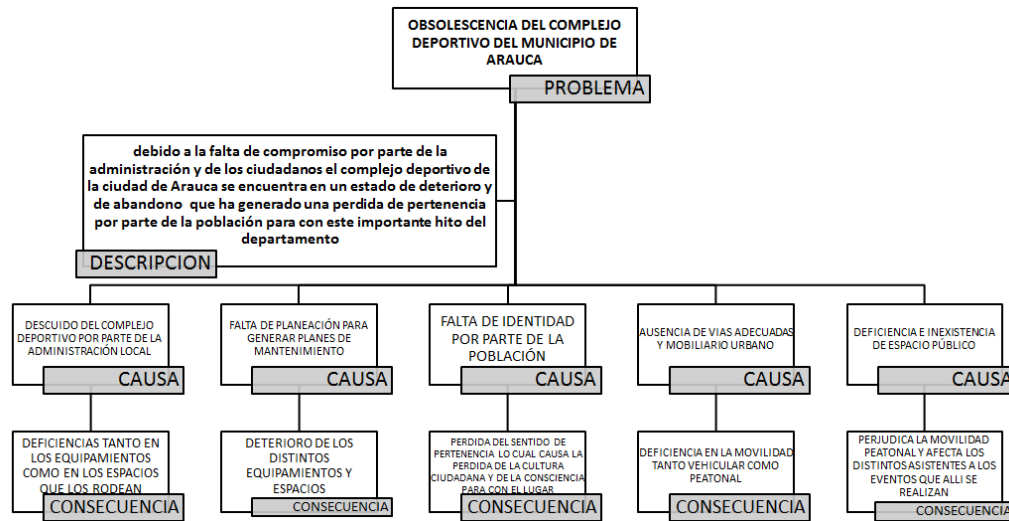 OBSOLESCENCIA DEL COMPLEJO
DEPORTIVO DEL MUNICIPIO DE
ARAUCA
PROBLEMA
debido a la falta de compromiso por parte de la
administración y de los ciudadanos el complejo deportivo de
la ciudad de Arauca se encuentra en un estado de deterioro y
de abandono que ha generado una perdida de pertenencia
por parte de la población para con este importante hito del
departamento
DESCRIPCION
DESCUIDO DEL COMPLEJO
DEPORTIVO POR PARTE DE LA
ADMINISTRACIÓN LOCAL
CAUSA
FALTA DE PLANEACIÓN PARA
GENERAR PLANES DE
MANTENIMIENTO
CAUSA
FALTA DE IDENTIDAD
POR PARTE DE LA
POBLACIÓN
CAUSA
AUSENCIA DE VIAS ADECUADAS
Y MOBILIARIO URBANO
CAUSA
DEFICIENCIA E INEXISTENCIA
DE ESPACIO PÚBLICO
CAUSA
DEFICIENCIAS TANTO EN
LOS EQUIPAMIENTOS
COMO EN LOS ESPACIOS
QUE LOS RODEAN
CONSECUENCIA
DETERIORO DE LOS
DISTINTOS
EQUIPAMIENTOS Y
ESPACIOS
CONSECUENCIA
PERDIDA DEL SENTIDO DE
PERTENENCIA LO CUAL CAUSA LA
PERDIDA DE LA CULTURA
CIUDADANA Y DE LA CONSCIENCIA
PARA CON EL LUGAR
CONSECUENCIA
DEFICIENCIA EN LA MOVILIDAD
TANTO VEHICULAR COMO
PEATONAL
CONSECUENCIA
PERJUDICA LA MOVILIDAD
PEATONAL Y AFECTA LOS
DISTINTOS ASISTENTES A LOS
EVENTOS QUE ALLI SE
REALIZAN
CONSECUENCIA